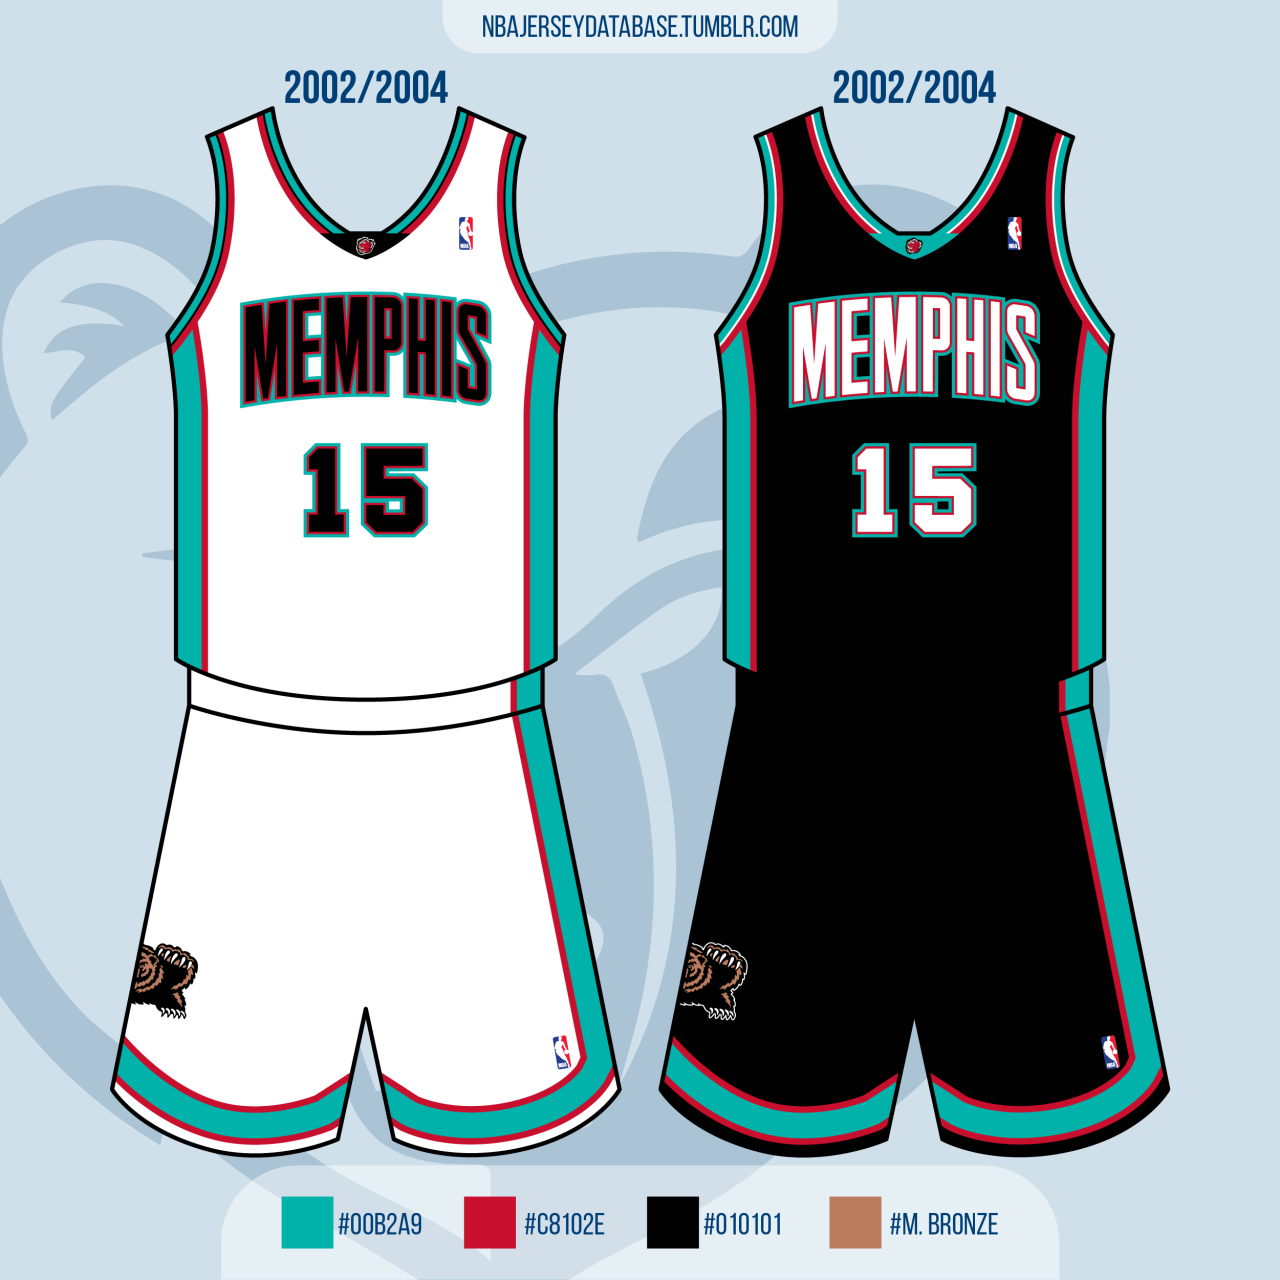 NBAJERSEYDATABASE.TUMBLR.COM
2002/2004
2002/2004
MEMPHIS
MEMPHIS
15
15
#00B2A9
#C8102E
#010101
#M. BRONZE